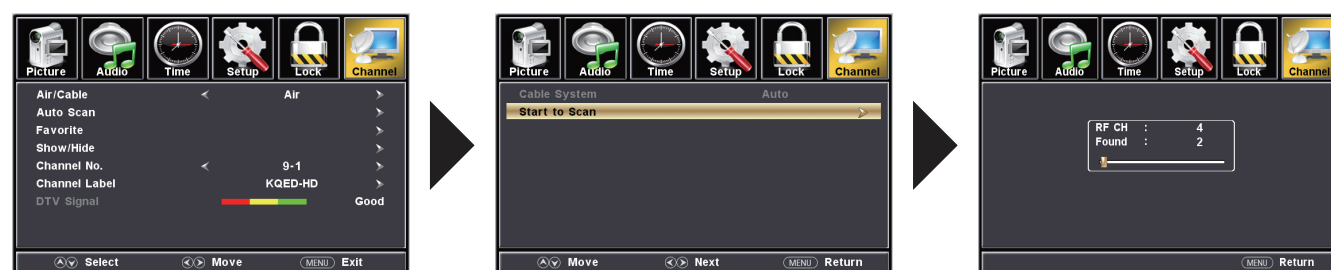 Picture Audio Time Setup Lock Channel
Air/Cable Air
Auto Scan
Favorite
Show/Hide
Channel No. 9-1
Channel Label KQED-HD
DTV Signal Good
Select Move MENU Exit
Picture Audio Time Setup Lock Channel
Cable System Auto
Start to Scan
Move Next MENU Return
Picture Audio Time Setup Lock Channel
RF CH : 4
Found : 2
MENU Return